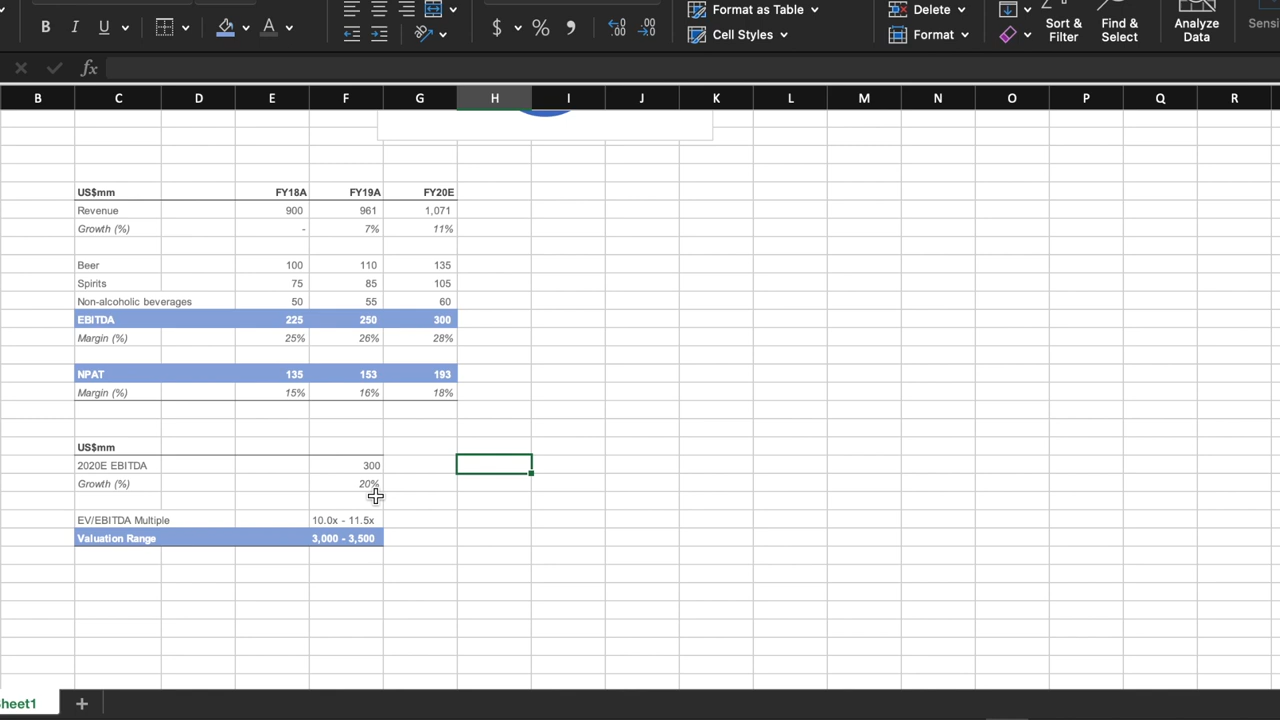 Format as Table
Delete
B I U A $ % , Cell Styles Format Sort & Filter Find & Select Analyze Data Sensi
fx
B C D E F G H I J K L M N O P Q R
US$mm FY18A FY19A FY20E
Revenue 900 961 1,071
Growth (%) - 7% 11%
Beer 100 110 135
Spirits 75 85 105
Non-alcoholic beverages 50 55 60
EBITDA 225 250 300
Margin (%) 25% 26% 28%
NPAT 135 153 193
Margin (%) 15% 16% 18%
US$mm
2020E EBITDA 300
Growth (%) 20%
EV/EBITDA Multiple 10.0x - 11.5x
Valuation Range 3,000 - 3,500
heet1 +